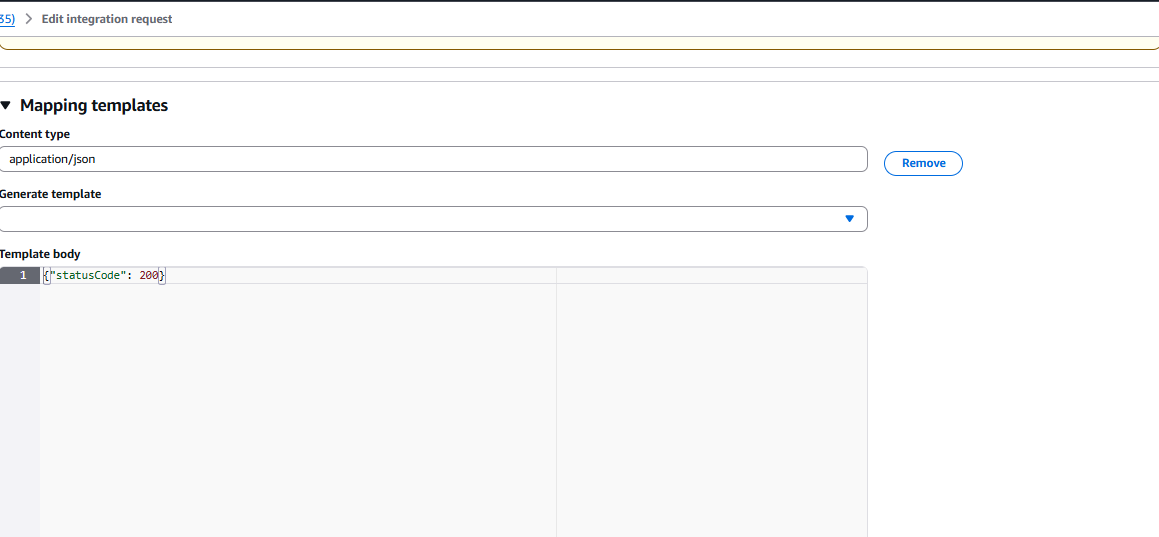 35) Edit integration request
Mapping templates
Content type
application/json
Remove
Generate template
Template body
1 {"statusCode": 200}